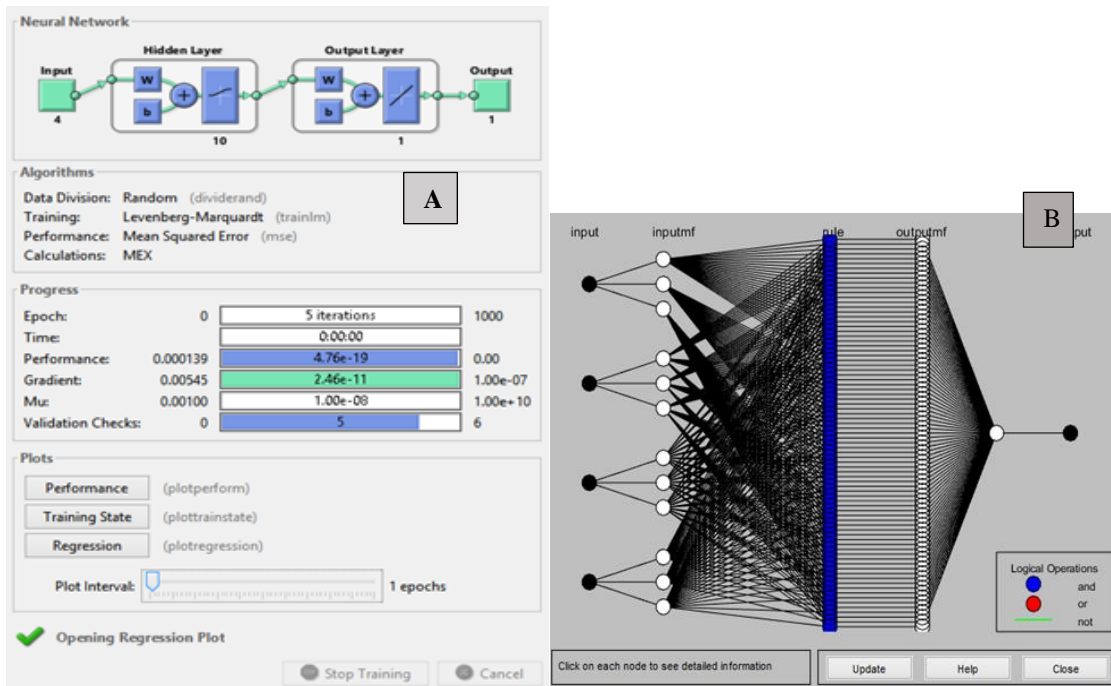 Neural Network
Hidden Layer
Output Layer
Input
Output
W
W
b
b
4
10
1
1
Algorithms
Data Division: Random (dividerand)
Training: Levenberg-Marquardt (trainlm)
Performance: Mean Squared Error (mse)
Calculations: MEX
A
Progress
Epoch: 0 5 iterations 1000
Time: 0:00:00
Performance: 0.000139 4.76e-19 0.00
Gradient: 0.00545 2.46e-11 1.00e-07
Mu: 0.00100 1.00e-08 1.00e+10
Validation Checks: 0 5 6
Plots
Performance (plotperform)
Training State (plottrainstate)
Regression (plotregression)
Plot Interval: 1 epochs
Opening Regression Plot
Stop Training Cancel
B
input inputmf rule outputmf put
Logical Operations
and
or
not
Click on each node to see detailed information
Update Help Close